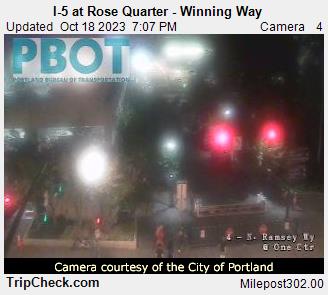 I-5 at Rose Quarter - Winning Way
Updated Oct 18 2023 7:07 PM Camera 4
PBOT
PORTLAND BUREAU OF TRANSPORTATION
4 - N. Ramsey Wy
@ One Ctr
Camera courtesy of the City of Portland
TripCheck.com Milepost302.00